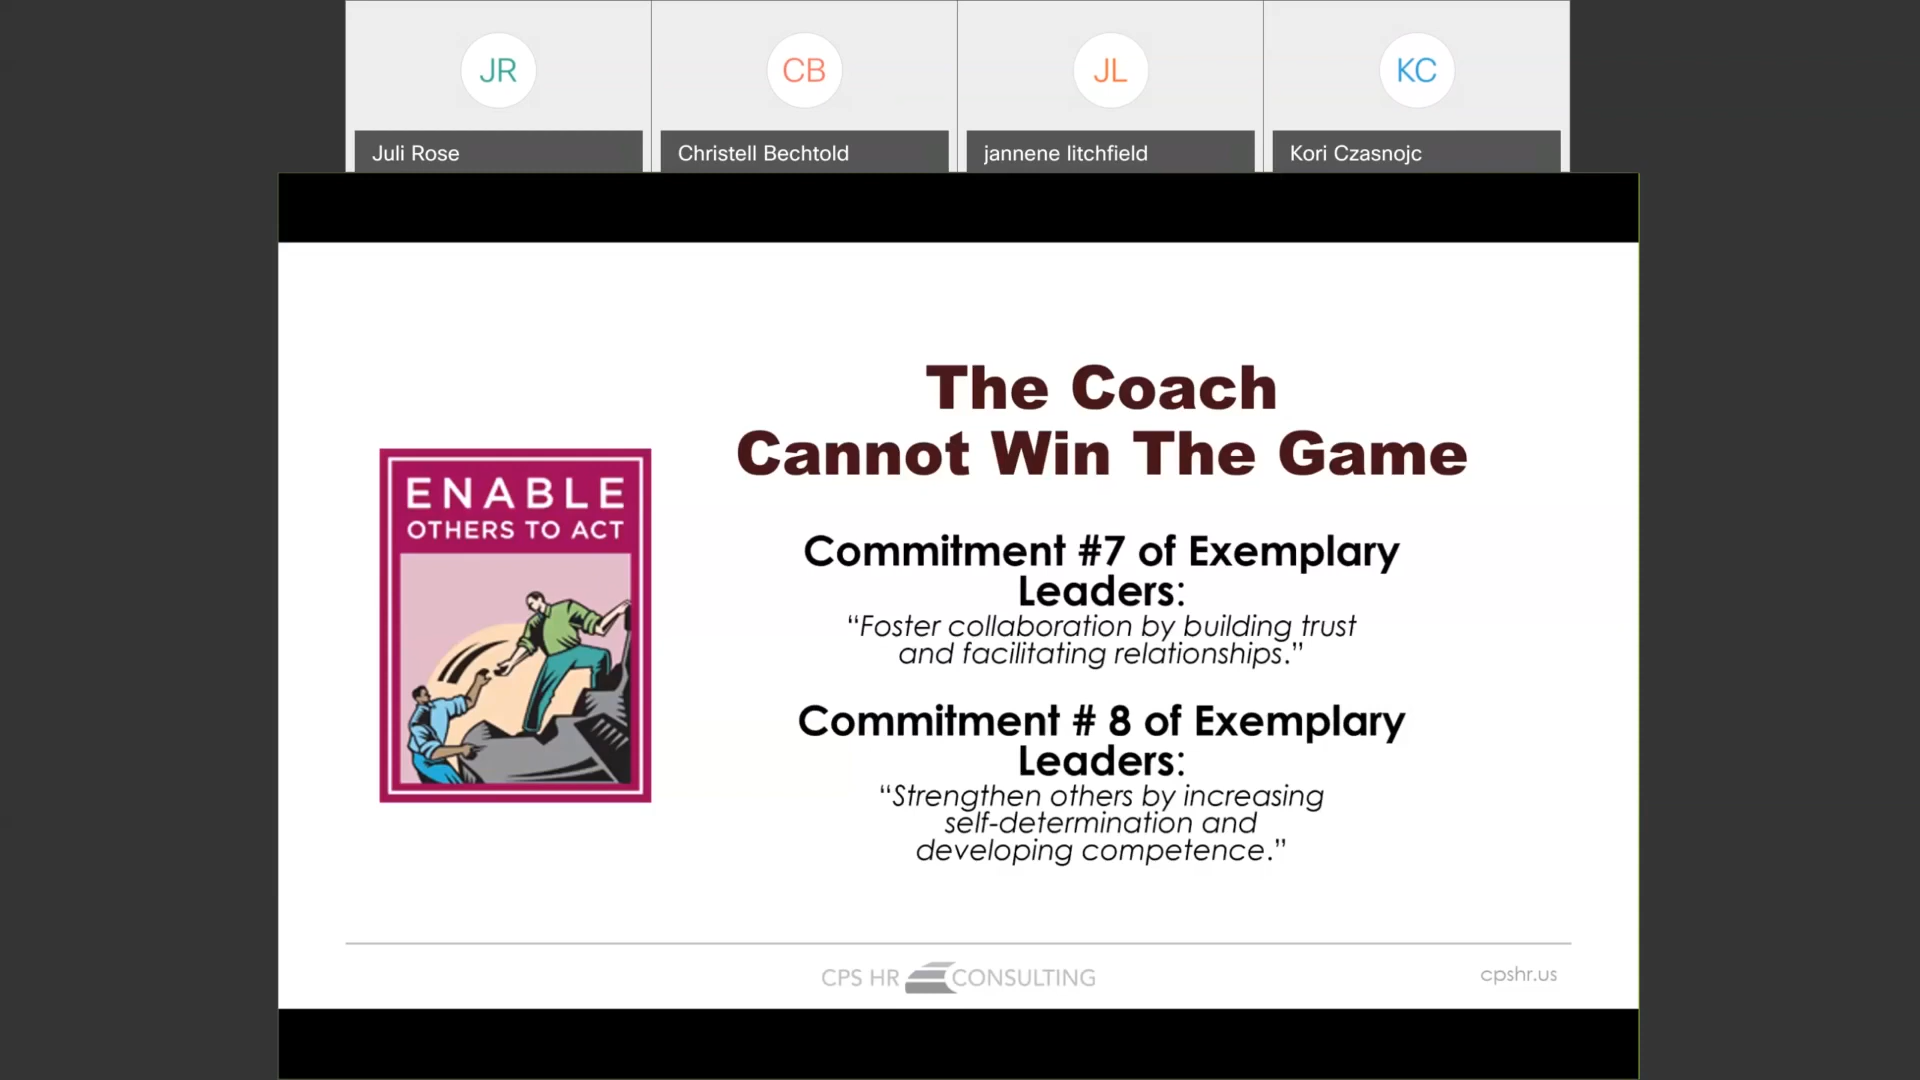 JR
CB
JL
KC
Juli Rose
Christell Bechtold
jannene litchfield
Kori Czasnojc
The Coach
Cannot Win The Game
ENABLE
OTHERS TO ACT
Commitment #7 of Exemplary
Leaders:
“Foster collaboration by building trust
and facilitating relationships.”
Commitment # 8 of Exemplary
Leaders:
“Strengthen others by increasing
self-determination and
developing competence.”
CPS HR CONSULTING
cpshr.us